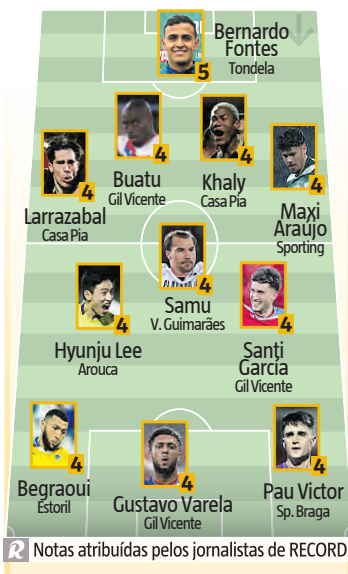 Bernardo
Fontes
Tondela
5
4
Buatu
Gil Vicente
4
Khaly
Casa Pia
4
Larrazabal
Casa Pia
4
Maxi
Araújo
Sporting
4
Samu
V. Guimarães
4
Hyunju Lee
Arouca
4
Santi
García
Gil Vicente
4
Begraoui
Estoril
4
Gustavo Varela
Gil Vicente
4
Pau Victor
Sp. Braga
R Notas atribuídas pelos jornalistas de RECORD